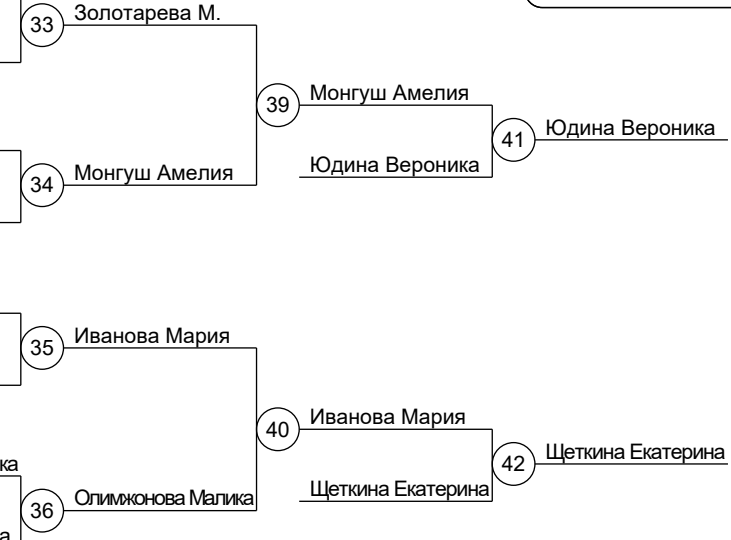 33 Золотарева М.
39 Монгуш Амелия
41 Юдина Вероника
Юдина Вероника
34 Монгуш Амелия
35 Иванова Мария
40 Иванова Мария
42 Щеткина Екатерина
Щеткина Екатерина
36 Олимжонова Малика